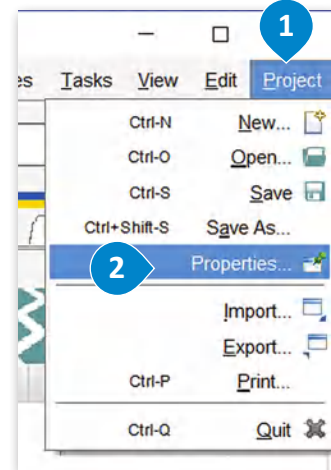 1
es Tasks View Edit Project
Ctrl-N New...
Ctrl-O Open...
Ctrl-S Save
Ctrl+Shift-S Save As...
2 Properties...
Import...
Export...
Ctrl-P Print...
Ctrl-Q Quit